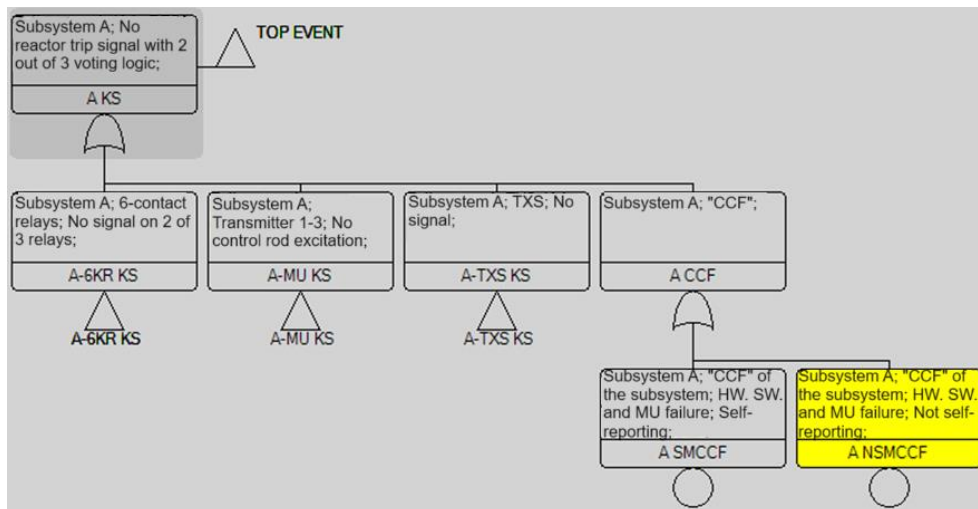 Subsystem A; No
reactor trip signal with 2
out of 3 voting logic;
A KS
TOP EVENT
Subsystem A; 6-contact
relays; No signal on 2 of
3 relays;
A-6KR KS
A-6KR KS
Subsystem A;
Transmitter 1-3; No
control rod excitation;
A-MU KS
A-MU KS
Subsystem A; TXS; No
signal;
A-TXS KS
A-TXS KS
Subsystem A; "CCF";
A CCF
Subsystem A; "CCF" of
the subsystem; HW. SW.
and MU failure; Self-
reporting;
A SMCCF
Subsystem A; "CCF" of
the subsystem; HW. SW.
and MU failure; Not self-
reporting;
A NSMCCF